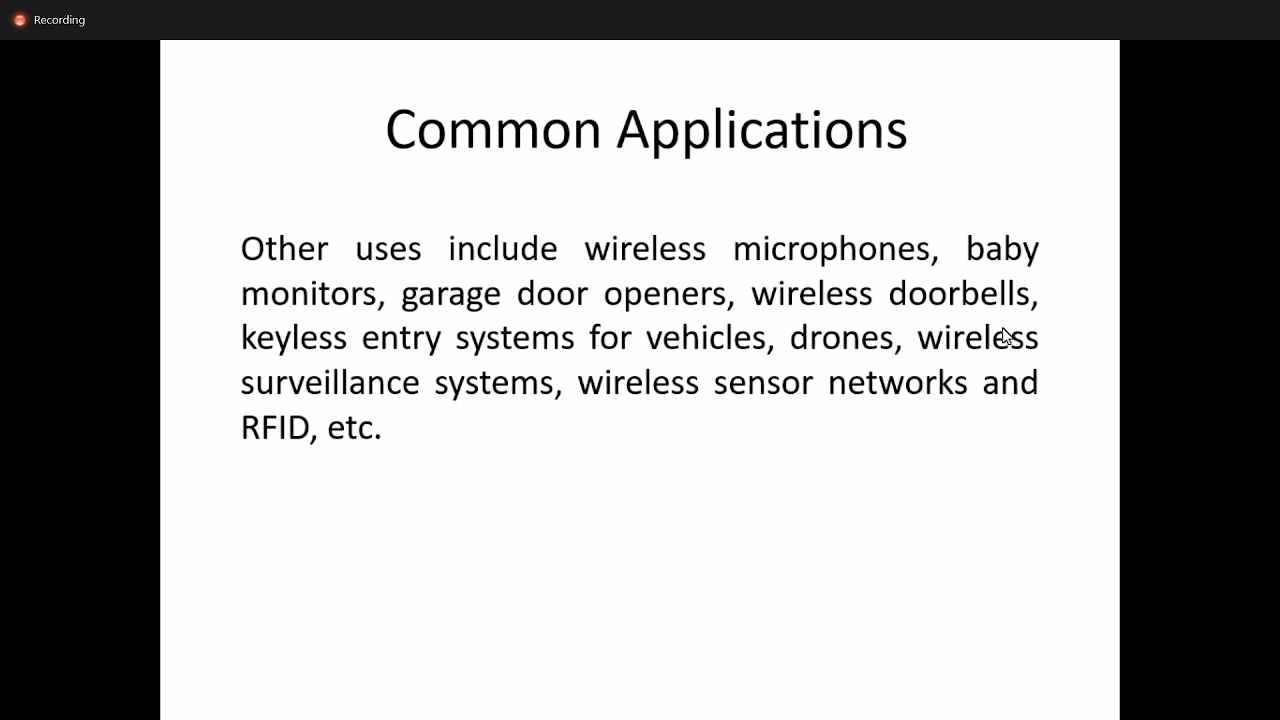 Recording
Common Applications
Other uses include wireless microphones, baby
monitors, garage door openers, wireless doorbells,
keyless entry systems for vehicles, drones, wireless
surveillance systems, wireless sensor networks and
RFID, etc.